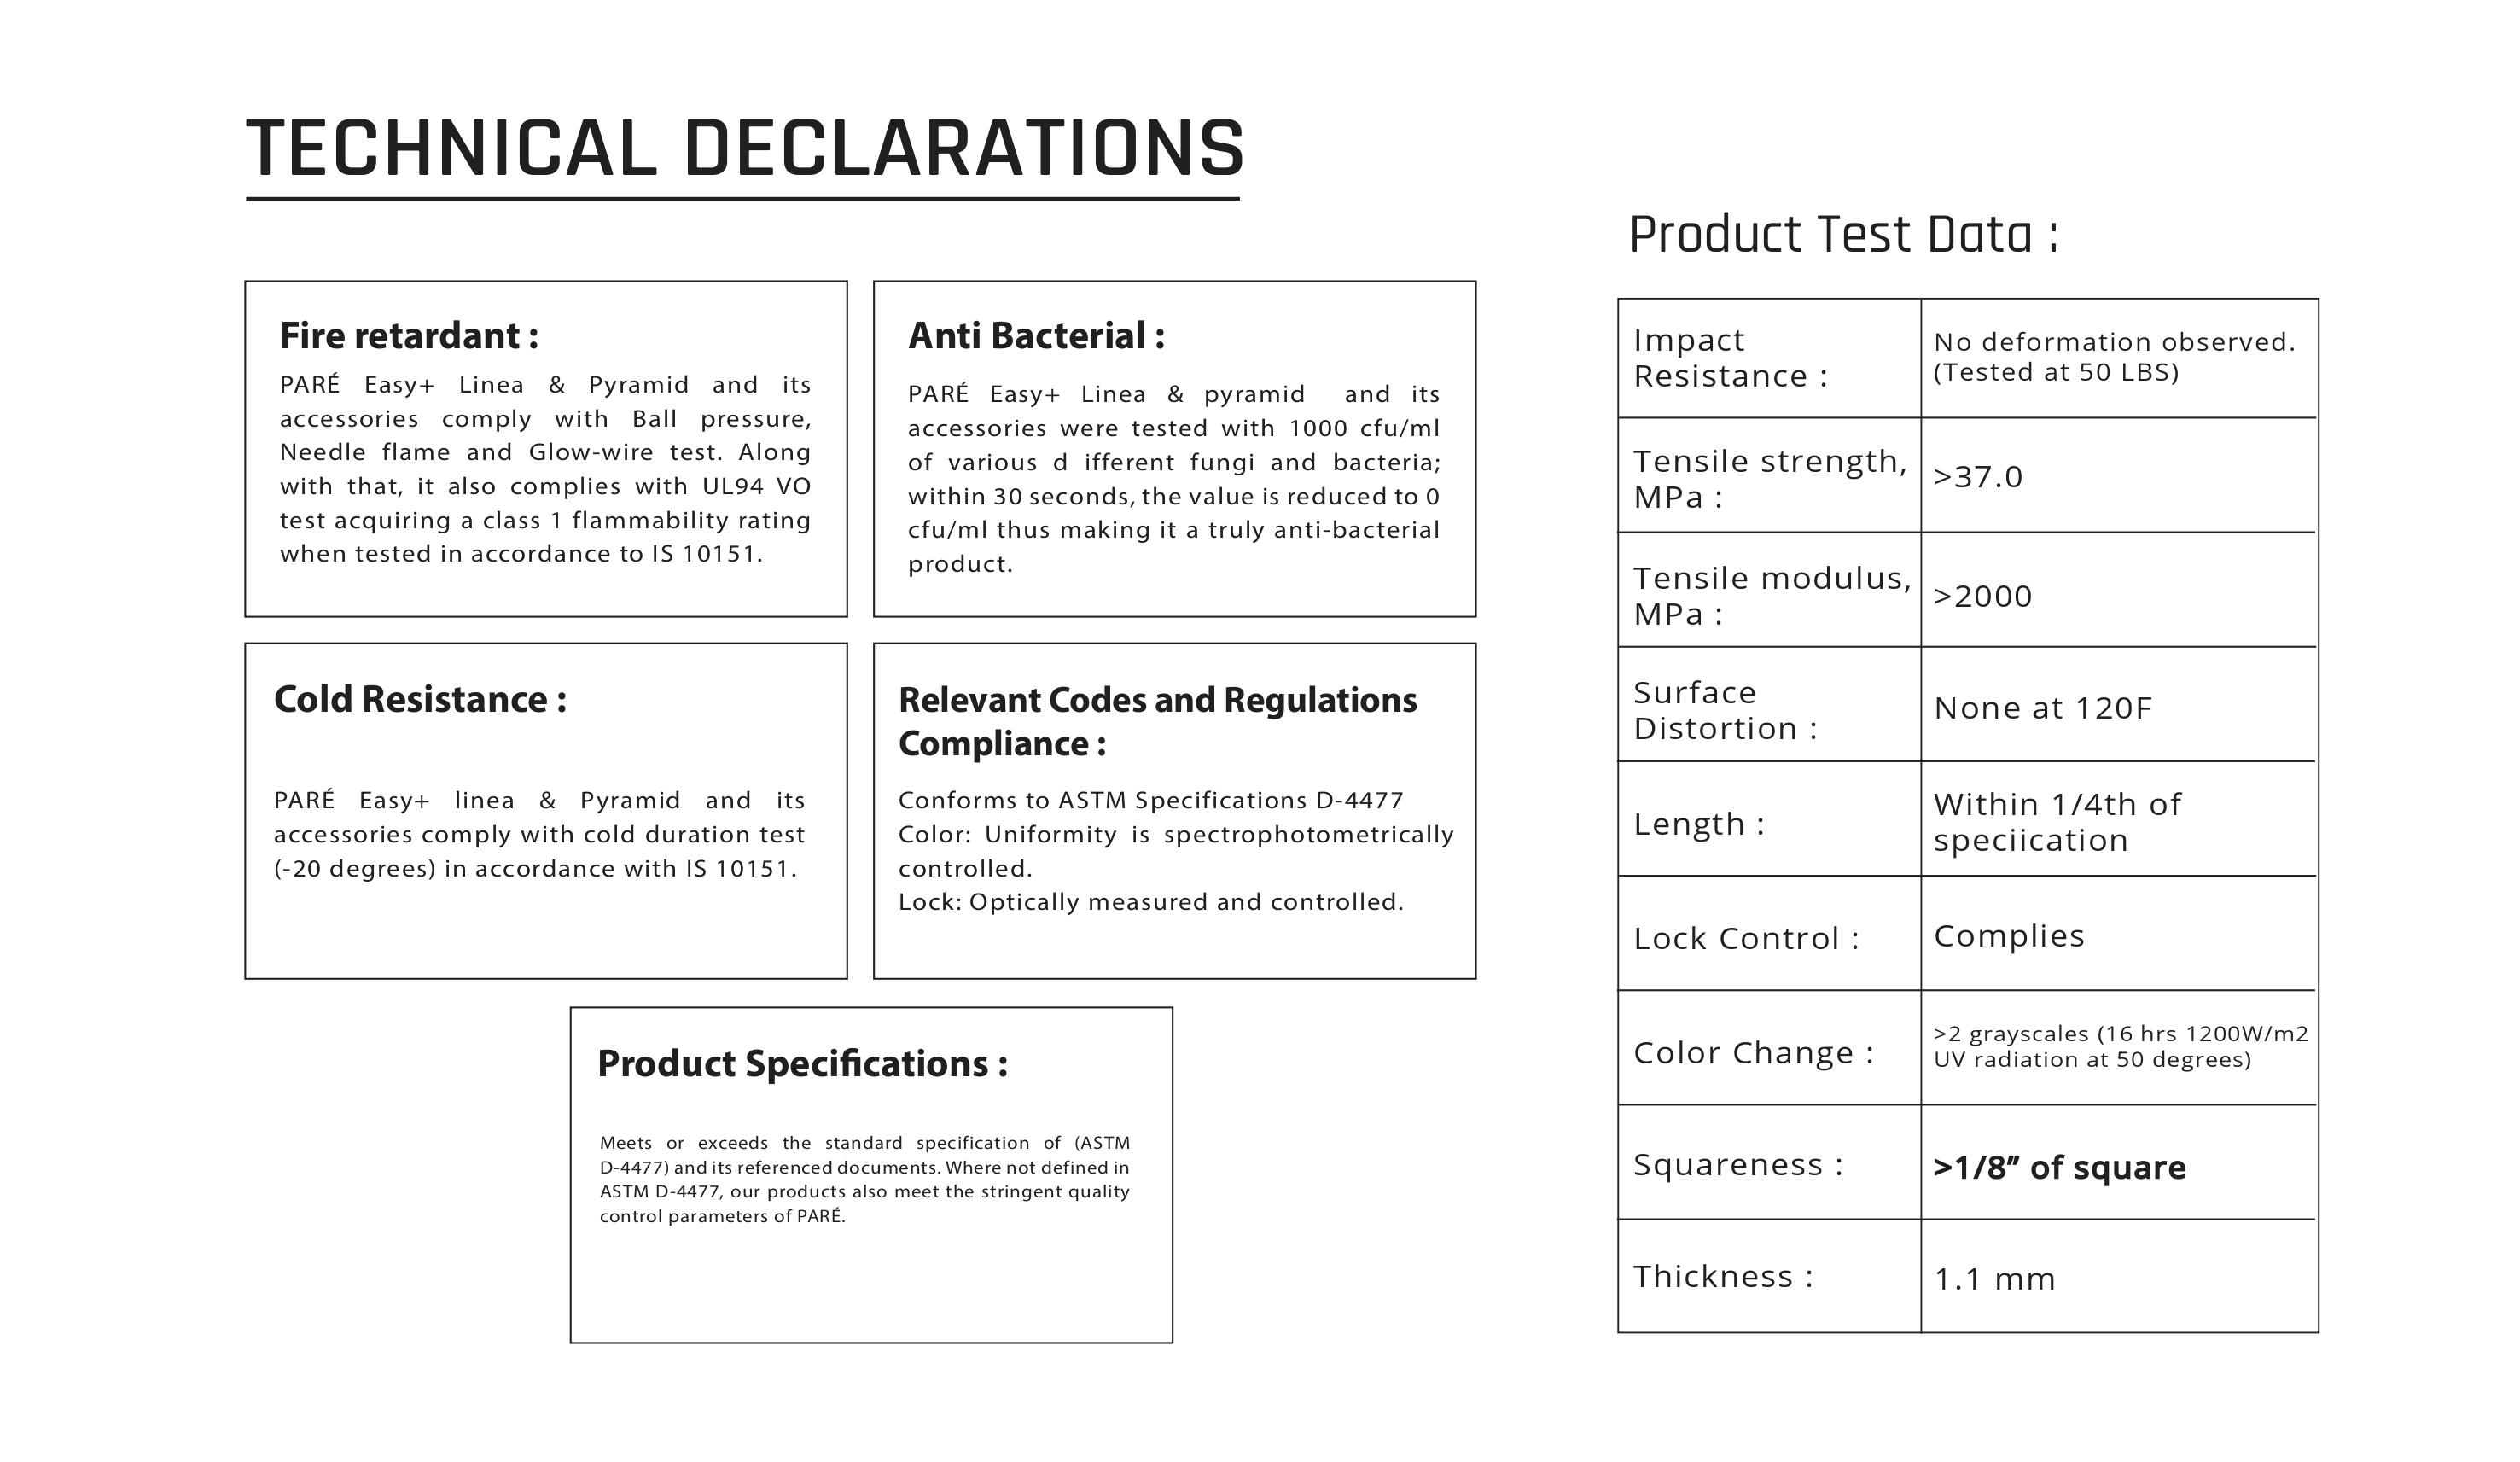 TECHNICAL DECLARATIONS
Fire retardant :
PARÉ Easy+ Linea & Pyramid and its
accessories comply with Ball pressure,
Needle flame and Glow-wire test. Along
with that, it also complies with UL94 VO
test acquiring a class 1 flammability rating
when tested in accordance to IS 10151.
Anti Bacterial :
PARÉ Easy+ Linea & pyramid and its
accessories were tested with 1000 cfu/ml
of various d ifferent fungi and bacteria;
within 30 seconds, the value is reduced to 0
cfu/ml thus making it a truly anti-bacterial
product.
Cold Resistance :
PARÉ Easy+ linea & Pyramid and its
accessories comply with cold duration test
(-20 degrees) in accordance with IS 10151.
Relevant Codes and Regulations
Compliance :
Conforms to ASTM Specifications D-4477
Color: Uniformity is spectrophotometrically
controlled.
Lock: Optically measured and controlled.
Product Specifications :
Meets or exceeds the standard specification of (ASTM
D-4477) and its referenced documents. Where not defined in
ASTM D-4477, our products also meet the stringent quality
control parameters of PARÉ.
Product Test Data :
Impact
Resistance :
No deformation observed.
(Tested at 50 LBS)
Tensile strength,
MPa :
>37.0
Tensile modulus,
MPa :
>2000
Surface
Distortion :
None at 120F
Length :
Within 1/4th of
speciication
Lock Control :
Complies
Color Change :
>2 grayscales (16 hrs 1200W/m2
UV radiation at 50 degrees)
Squareness :
>1/8” of square
Thickness :
1.1 mm